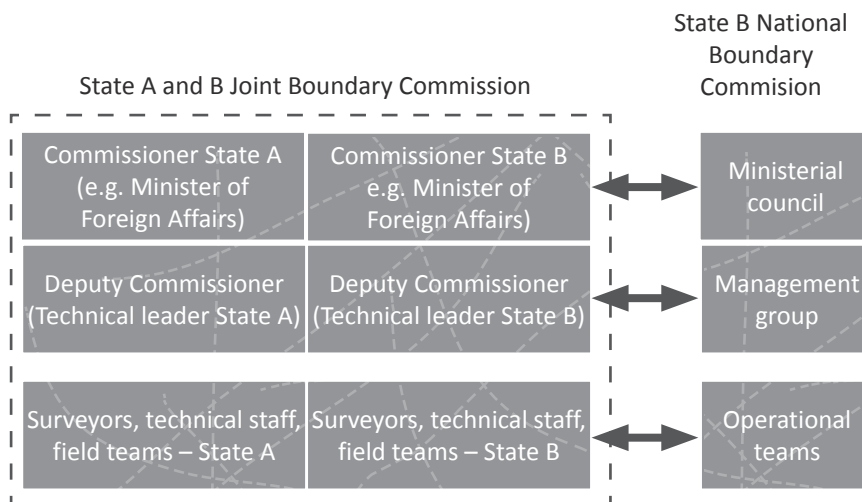 State B National
Boundary
Commision
State A and B Joint Boundary Commission
Commissioner State A
(e.g. Minister of
Foreign Affairs)
Commissioner State B
e.g. Minister of
Foreign Affairs)
Ministerial
council
Deputy Commissioner
(Technical leader State A)
Deputy Commissioner
(Technical leader State B)
Management
group
Surveyors, technical staff,
field teams – State A
Surveyors, technical staff,
field teams – State B
Operational
teams